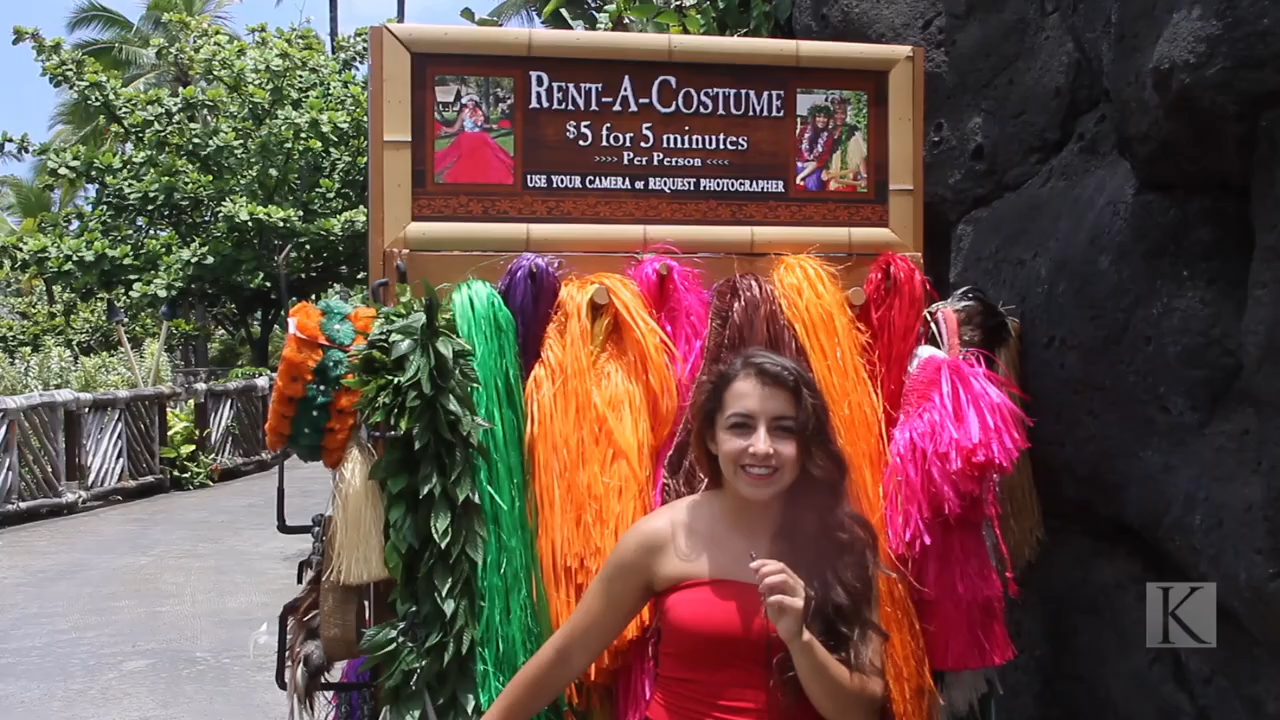 RENT-A-COSTUME
$5 for 5 minutes
>>>> Per Person <<<<
USE YOUR CAMERA or REQUEST PHOTOGRAPHER
K